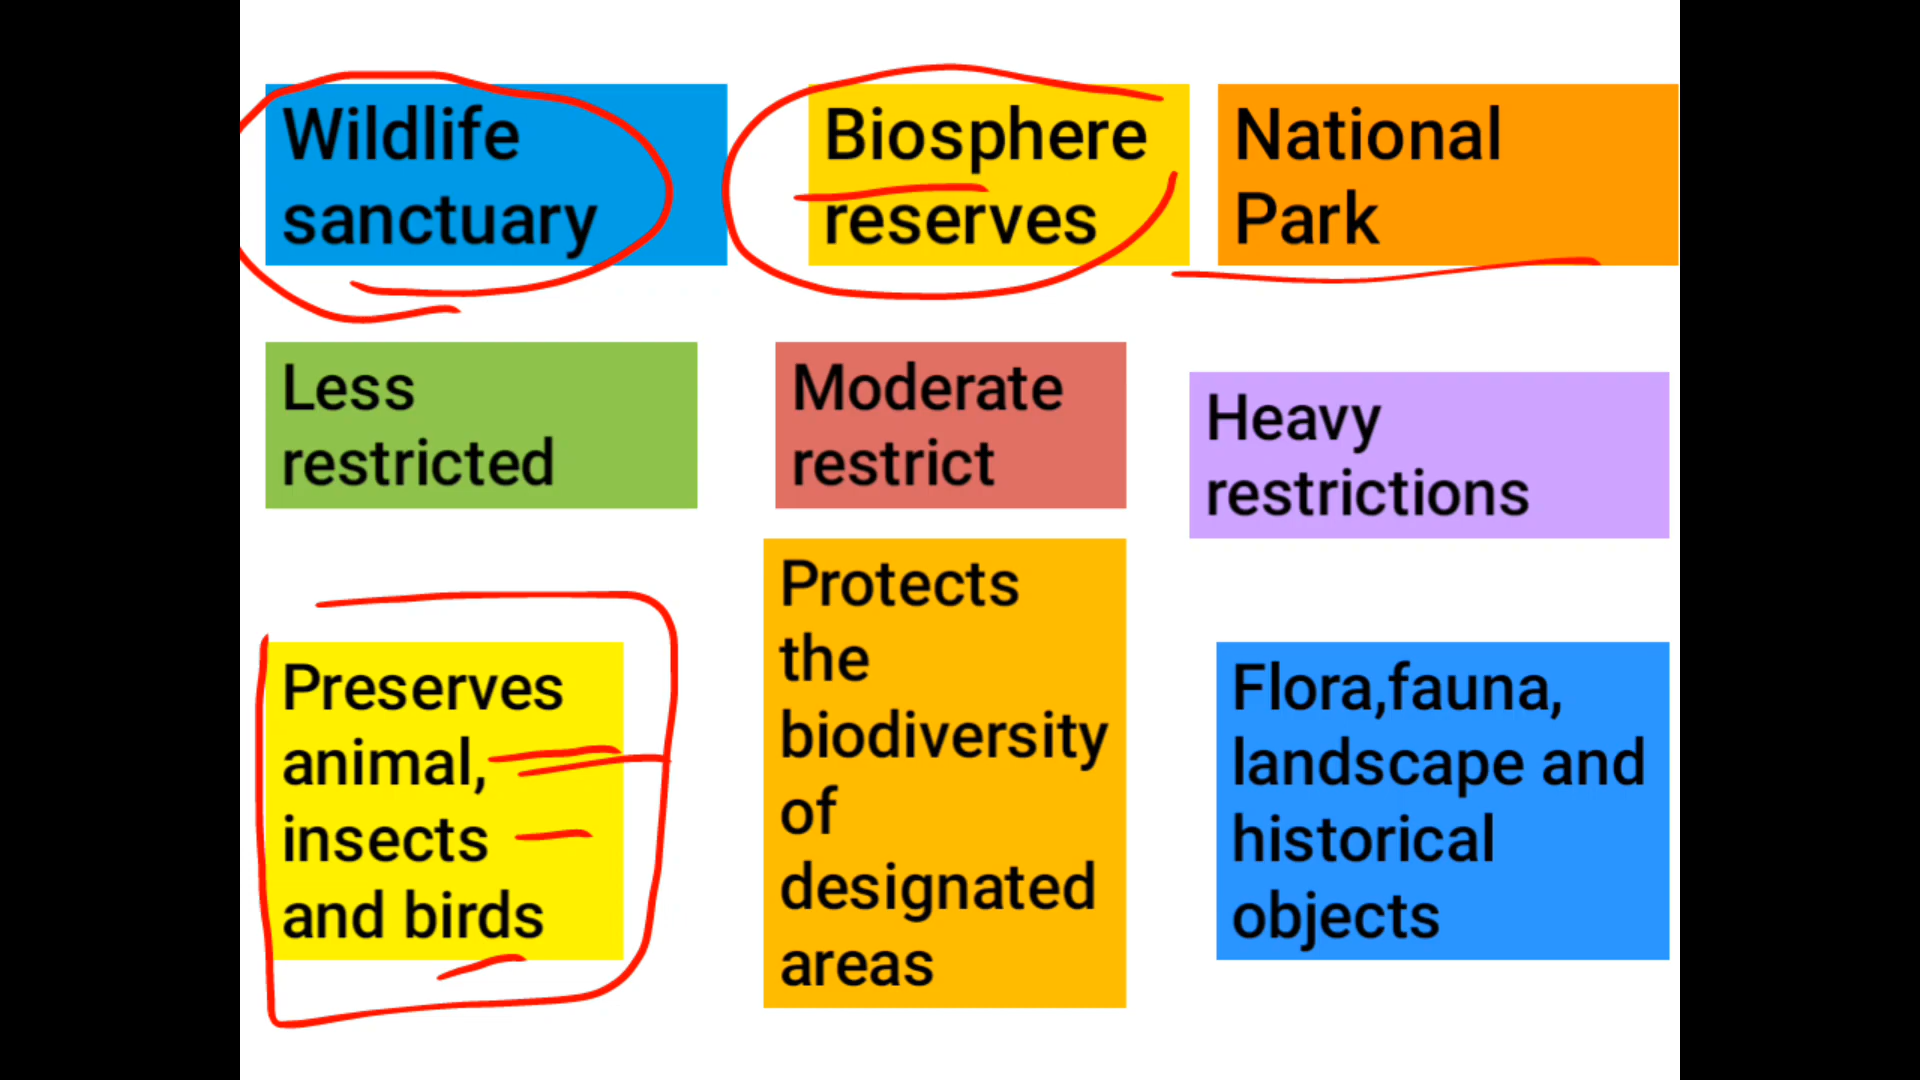 Wildlife
sanctuary
Biosphere
reserves
National
Park
Less
restricted
Moderate
restrict
Heavy
restrictions
Preserves
animal,
insects
and birds
Protects
the
biodiversity
of
designated
areas
Flora,fauna,
landscape and
historical
objects